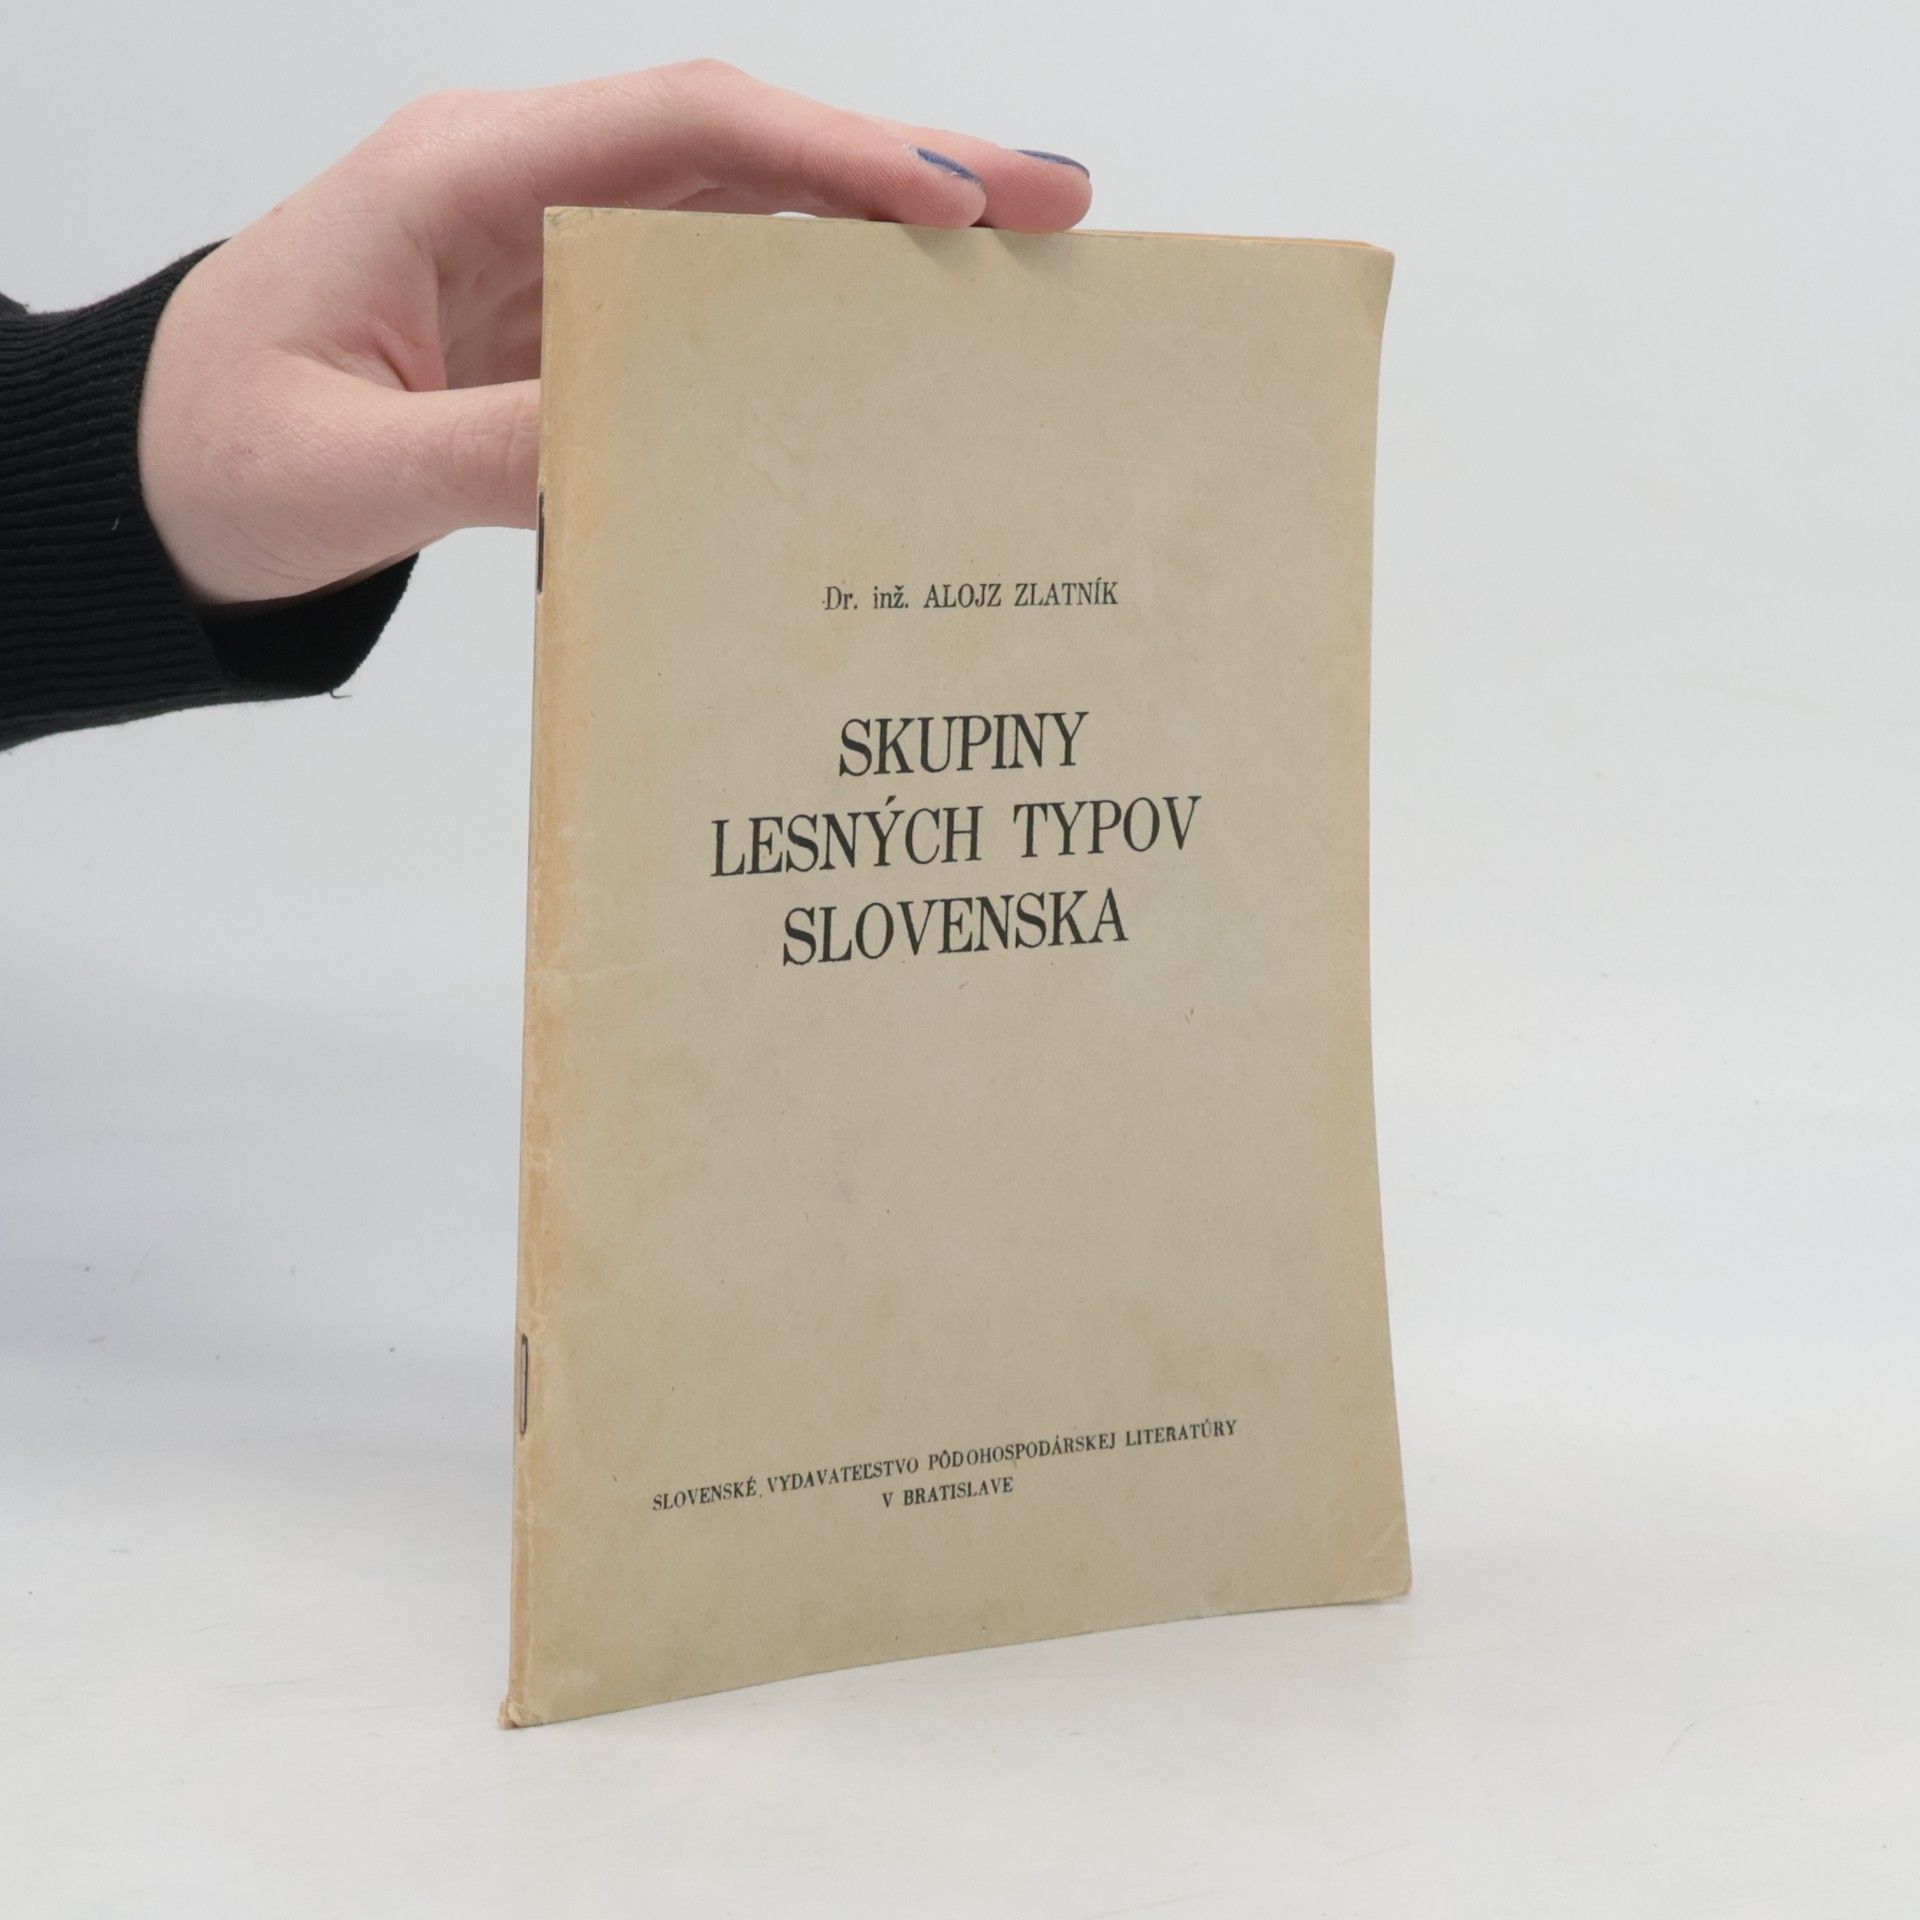 Dr. inž. ALOJZ ZLATNÍK
SKUPINY
LESNÝCH TYPOV
SLOVENSKA
SLOVENSKÉ VYDAVATEĽSTVO PÔDOHOSPODÁRSKEJ LITERATÚRY
V BRATISLAVE